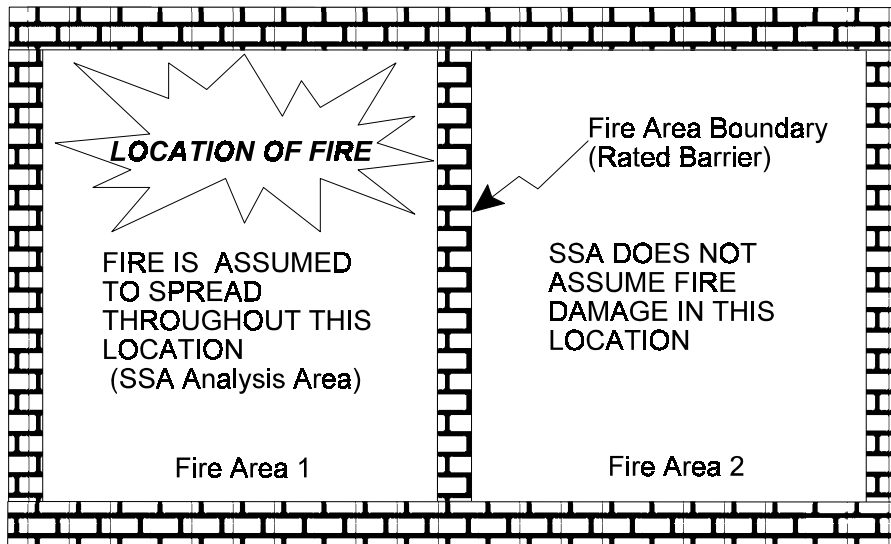 LOCATION OF FIRE
FIRE IS ASSUMED
TO SPREAD
THROUGHOUT THIS
LOCATION
(SSA Analysis Area)
Fire Area 1
Fire Area Boundary
(Rated Barrier)
SSA DOES NOT
ASSUME FIRE
DAMAGE IN THIS
LOCATION
Fire Area 2